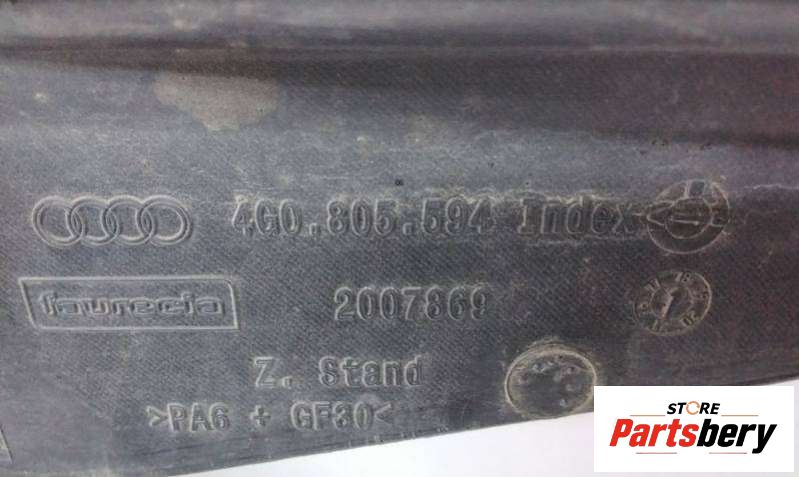 4G0.805.594 Index
faurecia 2007869
Z. Stand
>PA6 + GF30<
STORE
Partsbery